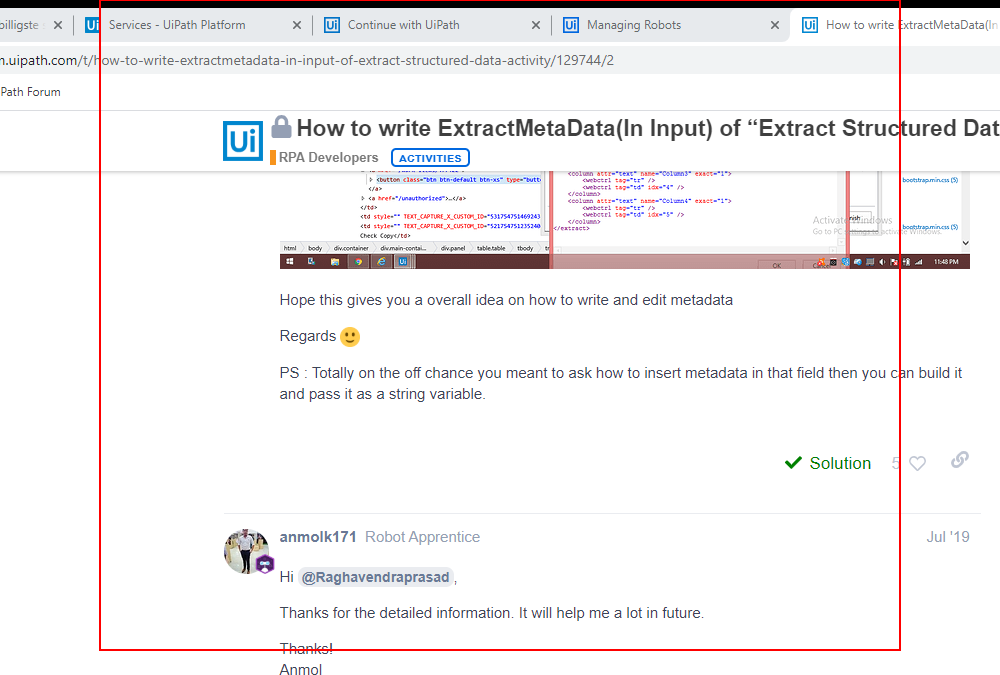 billigste s
Ui Services - UiPath Platform
Ui Continue with UiPath
Ui Managing Robots
Ui How to write ExtractMetaData(In
n.uipath.com/t/how-to-write-extractmetadata-in-input-of-extract-structured-data-activity/129744/2
Path Forum
Ui
How to write ExtractMetaData(In Input) of “Extract Structured Dat
RPA Developers ACTIVITIES
<button class="btn btn-default btn-xs" type="butt
</a>
<a href="/unauthorized">…</a>
</td>
<td style="" TEXT_CAPTURE_X_CUSTOM_ID="531754751469243
<td style="" TEXT_CAPTURE_X_CUSTOM_ID="521754751235240
Check Copy</td>
html body div.container div.main-contai... div.panel table.table tbody tr
<column attr="text" name="Column3" exact="1">
<webctrl tag="tr" />
<webctrl tag="td" idx="4" />
</column>
<column attr="text" name="Column4" exact="1">
<webctrl tag="tr" />
<webctrl tag="td" idx="5" />
</column>
</extract>
bootstrap.min.css (5)
Activate Windows
Go to PC settings to activate Windows.
nish
bootstrap.min.css (5)
OK Cancel
11:48 PM
Hope this gives you a overall idea on how to write and edit metadata
Regards 🙂
PS : Totally on the off chance you meant to ask how to insert metadata in that field then you can build it
and pass it as a string variable.
Solution 5
anmolk171 Robot Apprentice Jul '19
Hi @Raghavendraprasad ,
Thanks for the detailed information. It will help me a lot in future.
Thanks!
Anmol